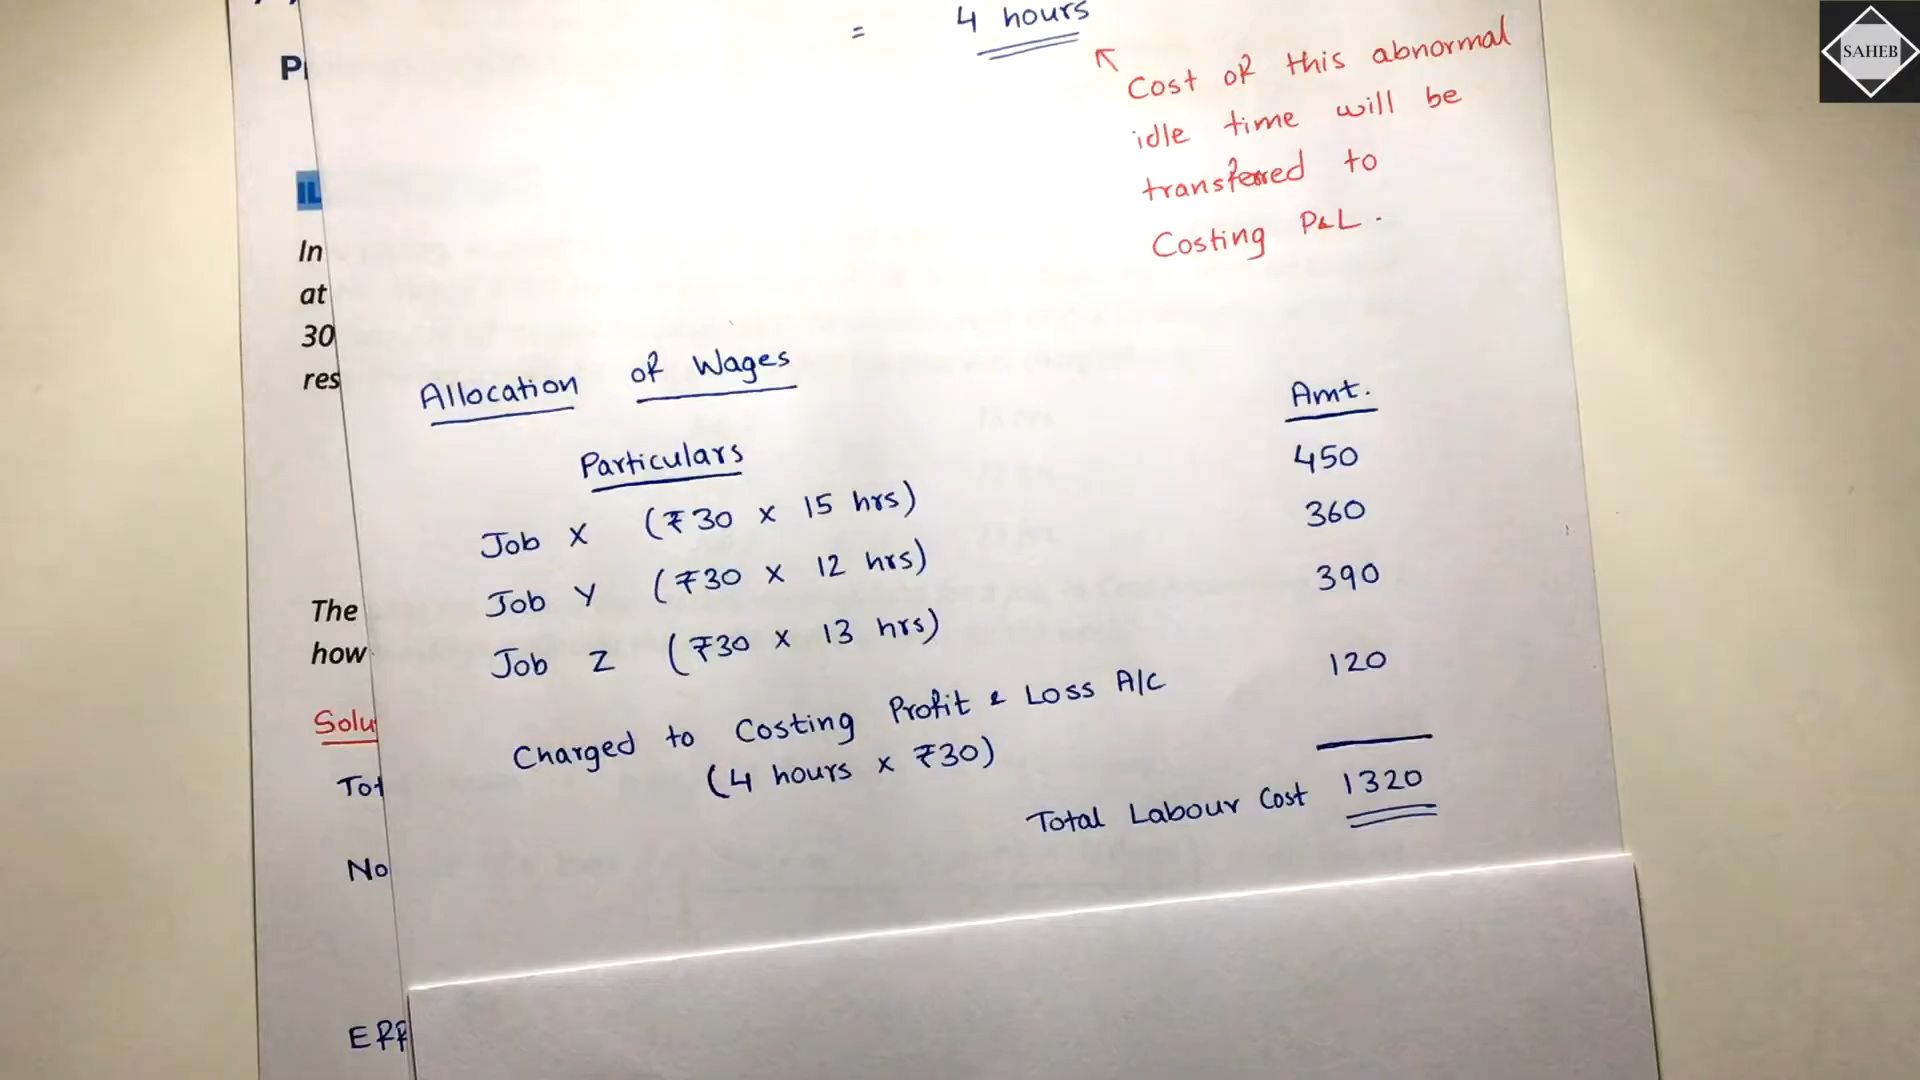 = 4 hours
Cost of this abnormal
idle time will be
transferred to
Costing P&L.
SAHEB
In
at
30
res
Allocation of Wages
Particulars Amt.
Job X (₹30 x 15 hrs) 450
Job Y (₹30 x 12 hrs) 360
Job Z (₹30 x 13 hrs) 390
Charged to Costing Profit & Loss A/C 120
(4 hours x ₹30)
Total Labour Cost 1320
The
how
Solu
Tot
No
EFF